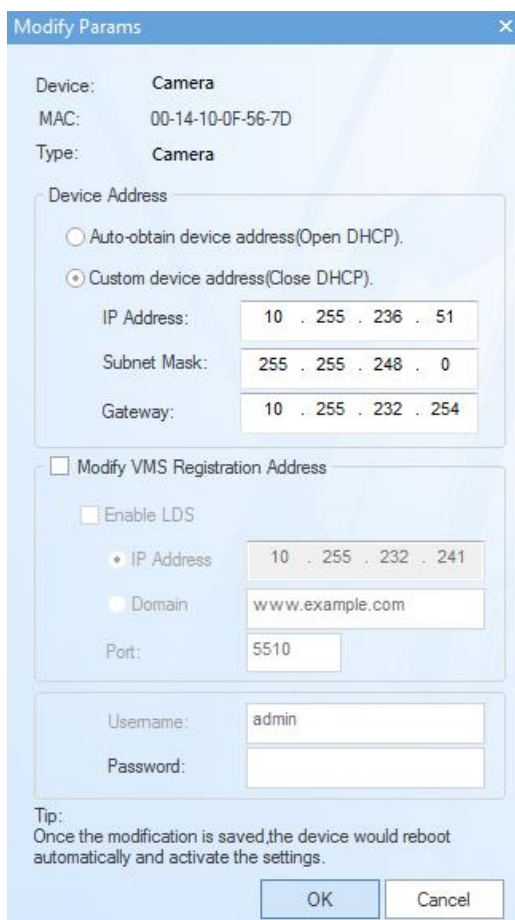 Modify Params
Device: Camera
MAC: 00-14-10-0F-56-7D
Type: Camera
Device Address
Auto-obtain device address(Open DHCP).
Custom device address(Close DHCP).
IP Address: 10 . 255 . 236 . 51
Subnet Mask: 255 . 255 . 248 . 0
Gateway: 10 . 255 . 232 . 254
Modify VMS Registration Address
Enable LDS
IP Address 10 . 255 . 232 . 241
Domain www.example.com
Port: 5510
Username: admin
Password:
Tip:
Once the modification is saved,the device would reboot
automatically and activate the settings.
OK Cancel